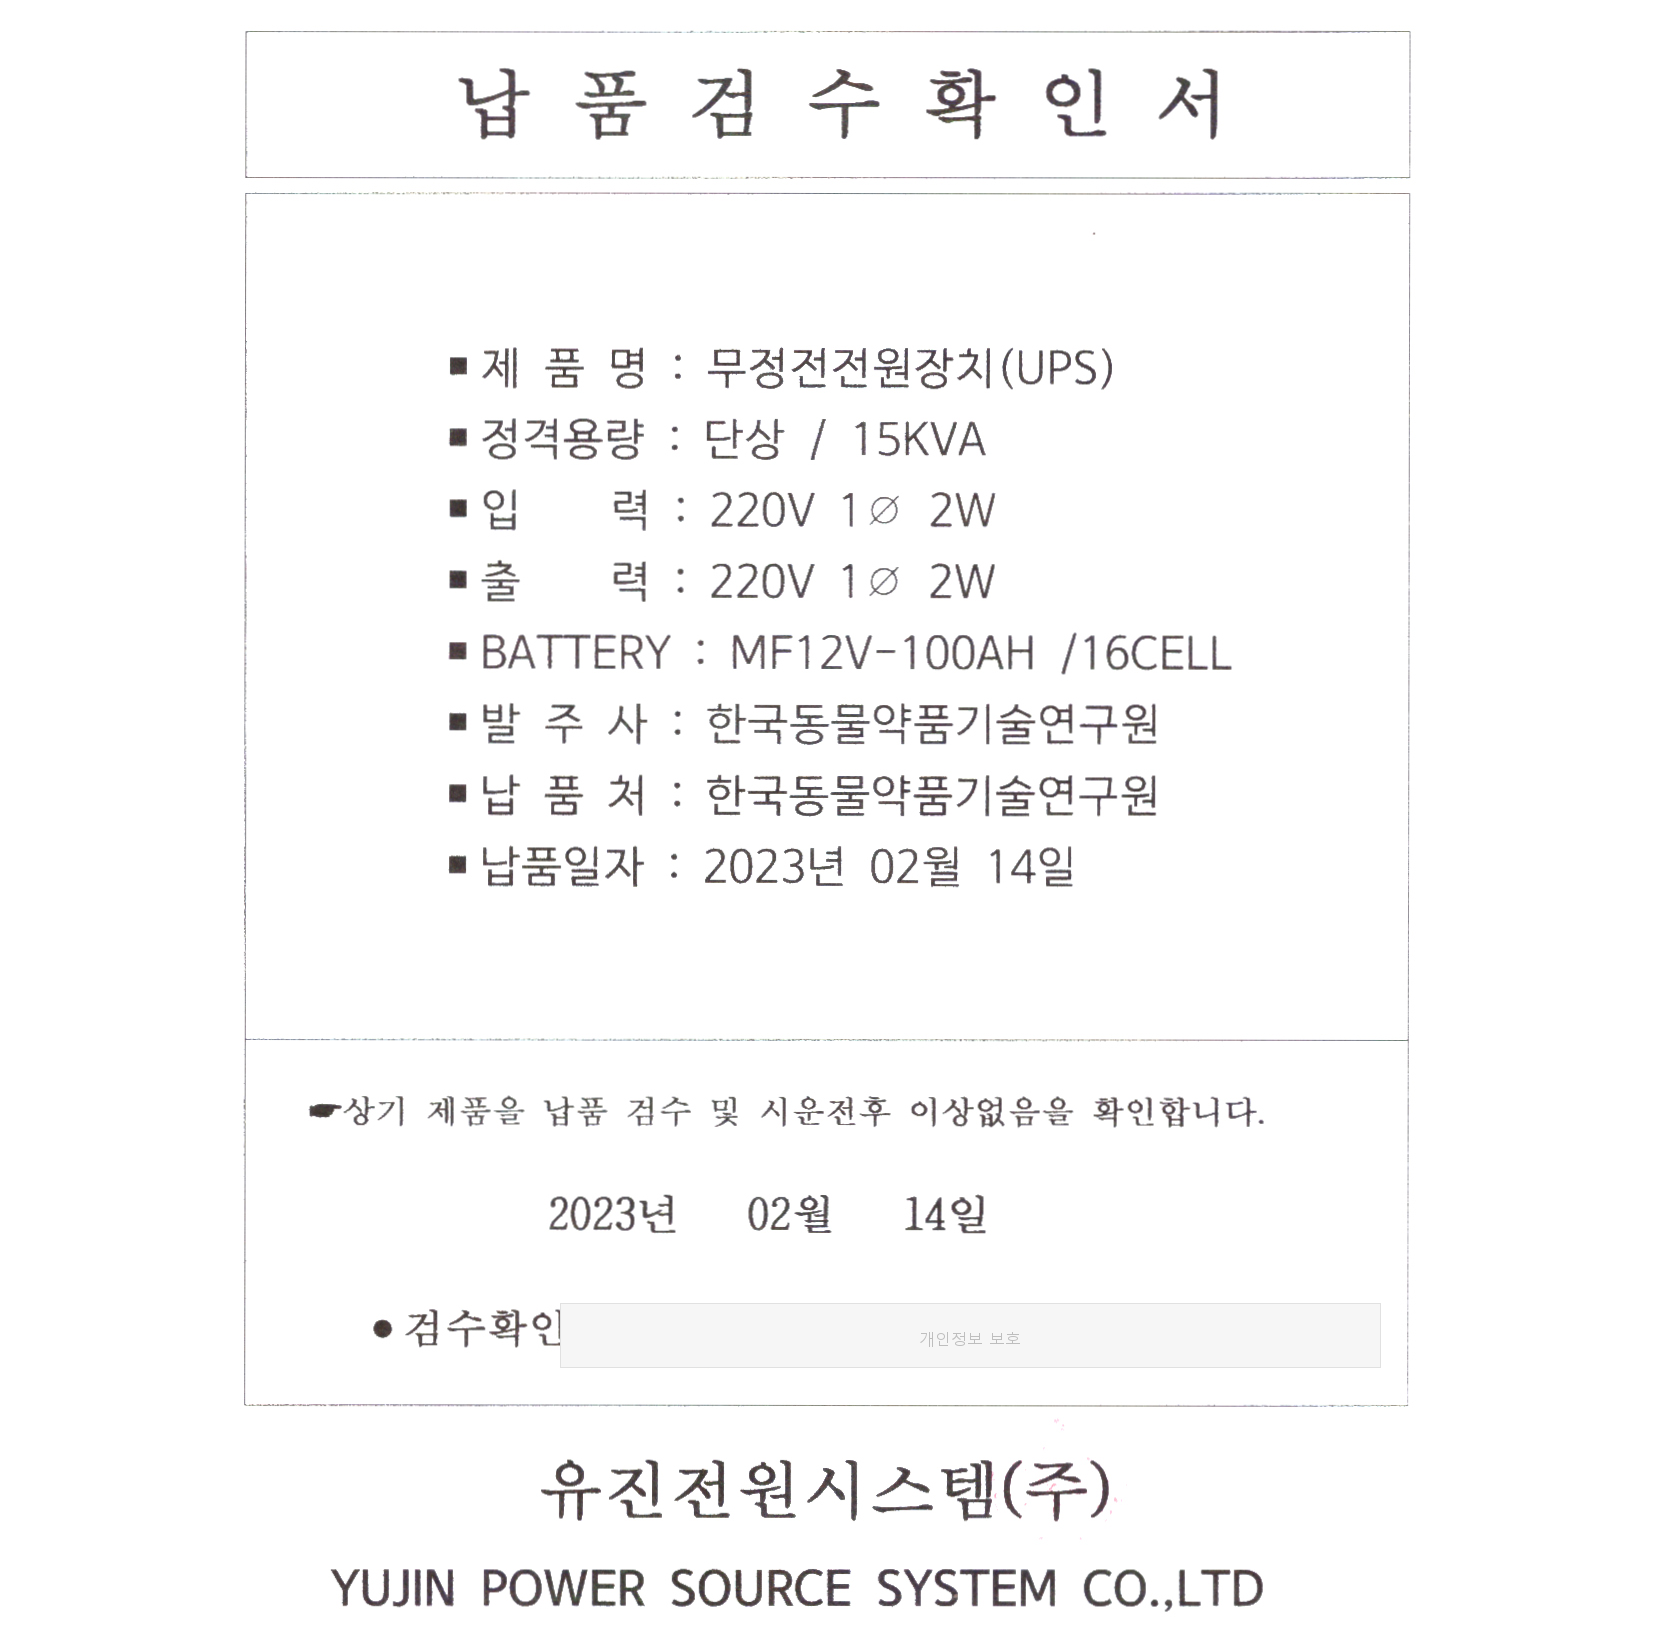 납 품 검 수 확 인 서
■ 제 품 명 : 무정전전원장치(UPS)
■ 정격용량 : 단상 / 15KVA
■ 입 력 : 220V 1∅ 2W
■ 출 력 : 220V 1∅ 2W
■ BATTERY : MF12V-100AH /16CELL
■ 발 주 사 : 한국동물약품기술연구원
■ 납 품 처 : 한국동물약품기술연구원
■ 납품일자 : 2023년 02월 14일
☛상기 제품을 납품 검수 및 시운전후 이상없음을 확인합니다.
2023년 02월 14일
● 검수확인 개인정보 보호
유진전원시스템(주)
YUJIN POWER SOURCE SYSTEM CO.,LTD